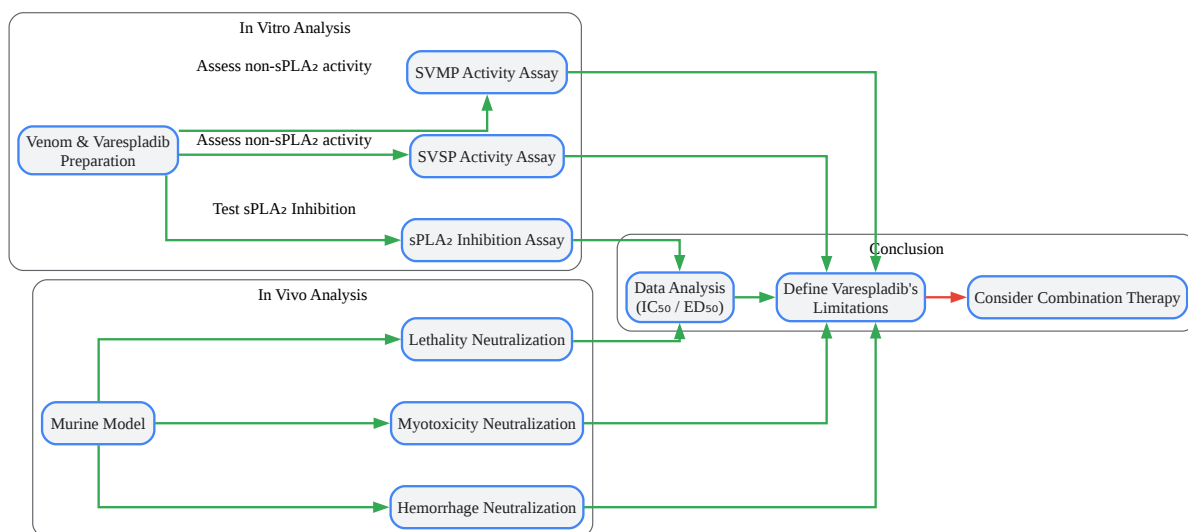 In Vitro Analysis
Assess non-sPLA₂ activity
SVMP Activity Assay
Venom & Varespladib
Preparation
Assess non-sPLA₂ activity
SVSP Activity Assay
Test sPLA₂ Inhibition
sPLA₂ Inhibition Assay
Conclusion
Data Analysis
(IC₅₀ / ED₅₀)
Define Varespladib's
Limitations
Consider Combination Therapy
In Vivo Analysis
Lethality Neutralization
Murine Model
Myotoxicity Neutralization
Hemorrhage Neutralization